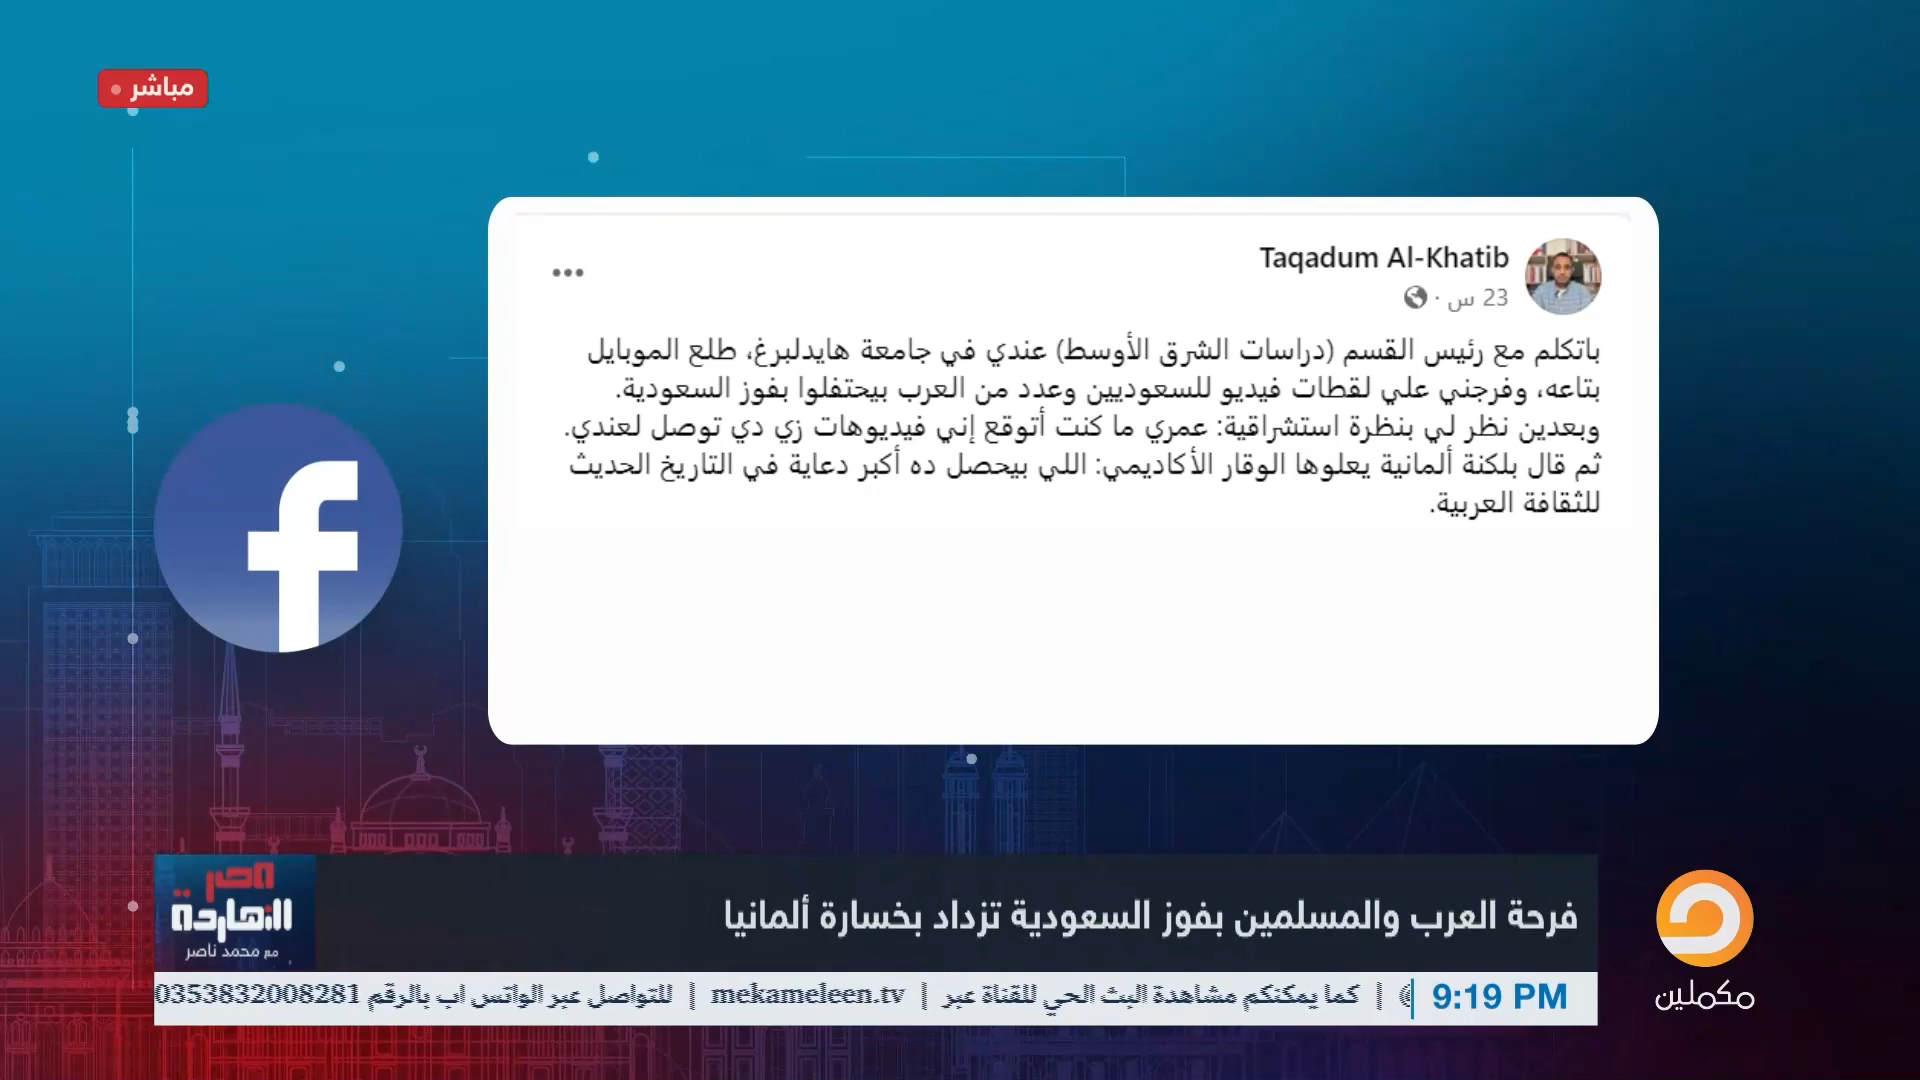 مباشر
Taqadum Al-Khatib
23 س ·
باتكلم مع رئيس القسم (دراسات الشرق الأوسط) عندي في جامعة هايدلبرغ، طلع الموبايل
بتاعه، وفرجني علي لقطات فيديو للسعوديين وعدد من العرب بيحتفلوا بفوز السعودية.
وبعدين نظر لي بنظرة استشراقية: عمري ما كنت أتوقع إني فيديوهات زي دي توصل لعندي.
ثم قال بلكنة ألمانية يعلوها الوقار الأكاديمي: اللي بيحصل ده أكبر دعاية في التاريخ الحديث
للثقافة العربية.
فرحة العرب والمسلمين بفوز السعودية تزداد بخسارة ألمانيا
مصر
النهاردة
مع محمد ناصر
9:19 PM
| كما يمكنكم مشاهدة البث الحي للقناة عبر | mekameleen.tv | للتواصل عبر الواتس اب بالرقم 0353832008281
مكملين